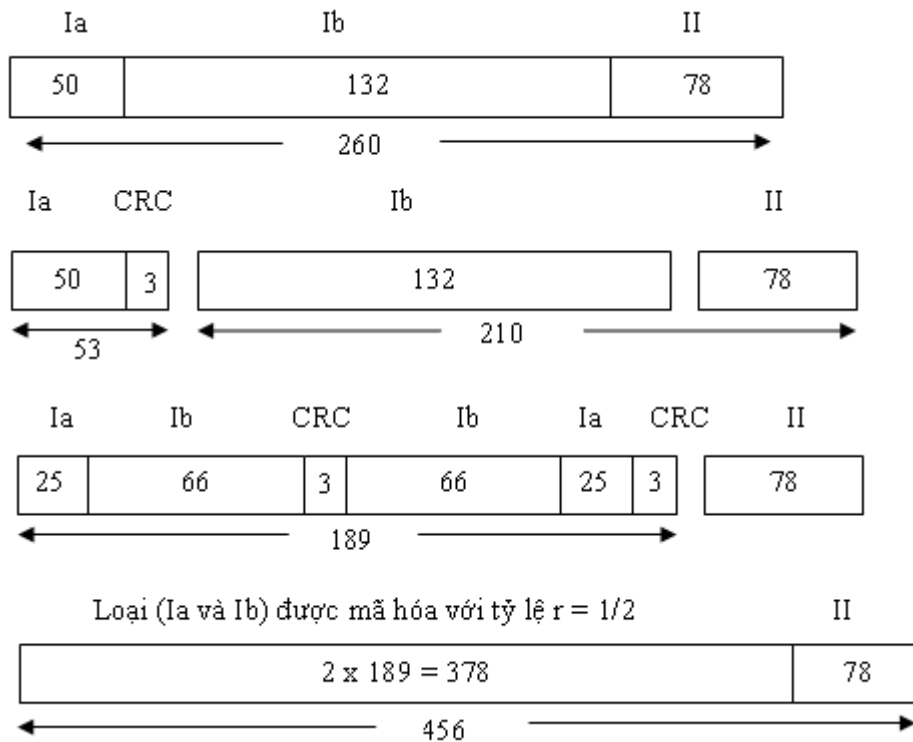 Ia Ib II
50 132 78
260
Ia CRC Ib II
50 3 132 78
53 210
Ia Ib CRC Ib Ia CRC II
25 66 3 66 25 3 78
189
Loại (Ia và Ib) được mã hóa với tỷ lệ r = 1/2 II
2 x 189 = 378 78
456